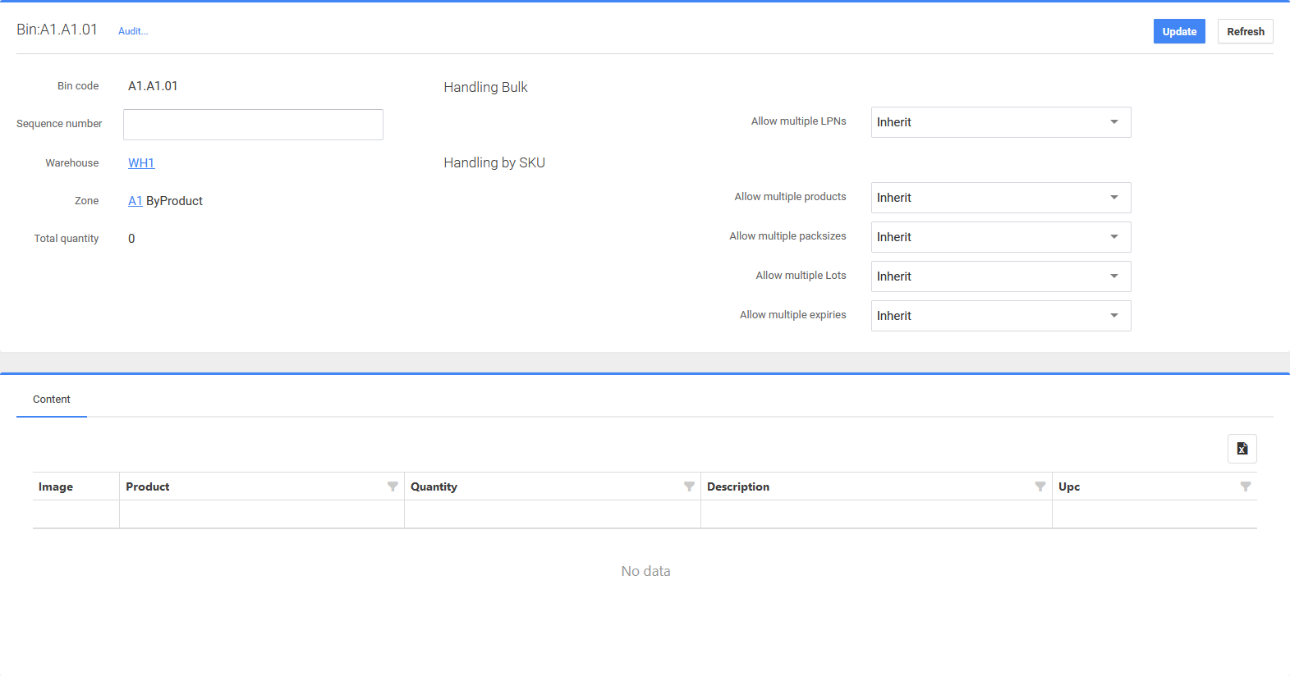 Bin:A1.A1.01 Audit... Update Refresh
Bin code A1.A1.01
Sequence number
Warehouse WH1
Zone A1 ByProduct
Total quantity 0
Handling Bulk
Allow multiple LPNs Inherit
Handling by SKU
Allow multiple products Inherit
Allow multiple packsizes Inherit
Allow multiple Lots Inherit
Allow multiple expiries Inherit
Content
Image Product Quantity Description Upc
No data